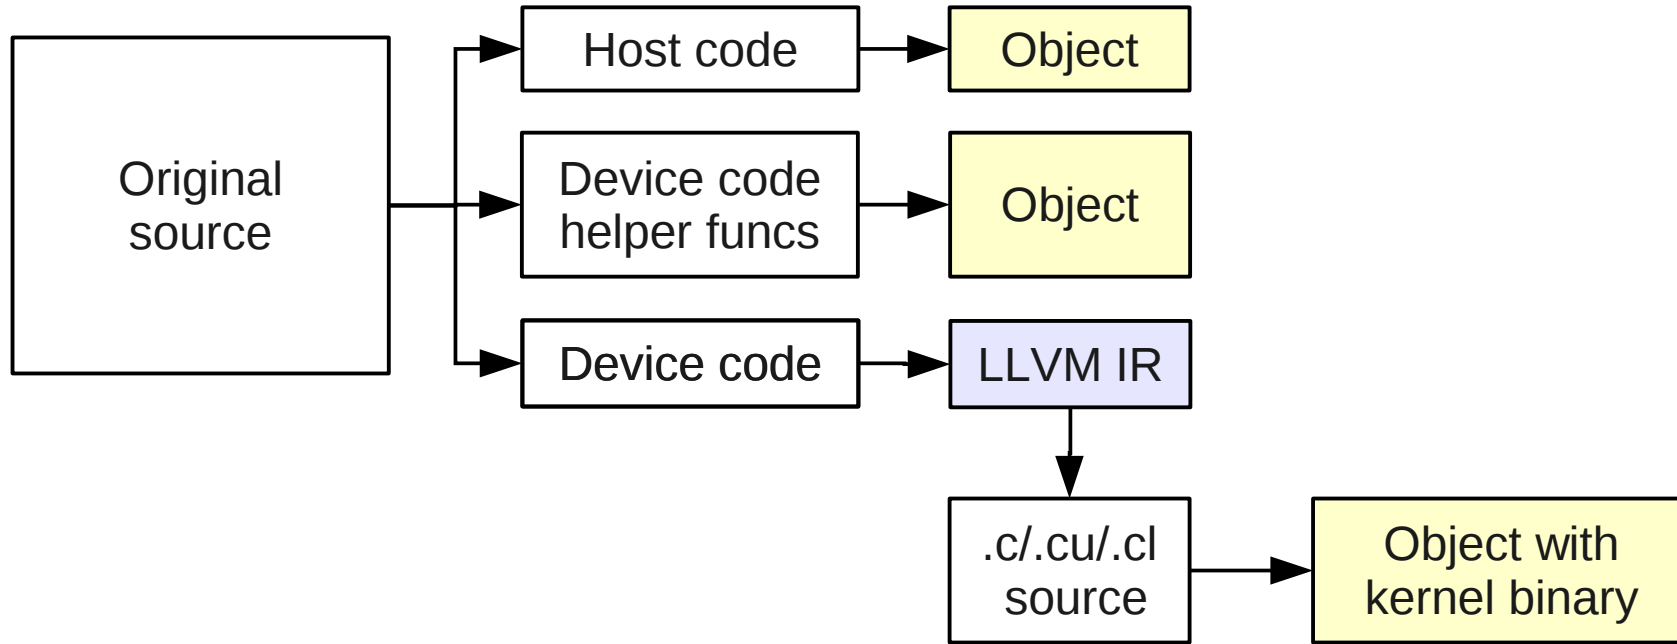 Original
source
Host code
Object
Device code
helper funcs
Object
Device code
LLVM IR
.c/.cu/.cl
source
Object with
kernel binary